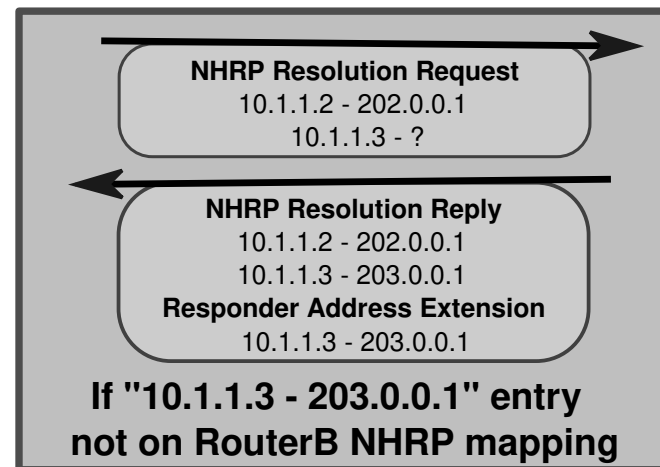 NHRP Resolution Request
10.1.1.2 - 202.0.0.1
10.1.1.3 - ?
NHRP Resolution Reply
10.1.1.2 - 202.0.0.1
10.1.1.3 - 203.0.0.1
Responder Address Extension
10.1.1.3 - 203.0.0.1
If "10.1.1.3 - 203.0.0.1" entry
not on RouterB NHRP mapping